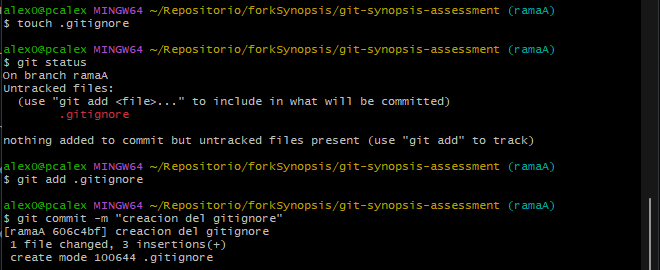 alexO@pcalex MINGW64 ~/Repositorio/forkSynopsis/git-synopsis-assessment (ramaA)
$ touch .gitignore
alexO@pcalex MINGW64 ~/Repositorio/forkSynopsis/git-synopsis-assessment (ramaA)
$ git status
On branch ramaA
Untracked files:
  (use "git add <file>..." to include in what will be committed)
        .gitignore
nothing added to commit but untracked files present (use "git add" to track)
alexO@pcalex MINGW64 ~/Repositorio/forkSynopsis/git-synopsis-assessment (ramaA)
$ git add .gitignore
alexO@pcalex MINGW64 ~/Repositorio/forkSynopsis/git-synopsis-assessment (ramaA)
$ git commit -m "creacion del gitignore"
[ramaA 606c4bf] creacion del gitignore
 1 file changed, 3 insertions(+)
 create mode 100644 .gitignore